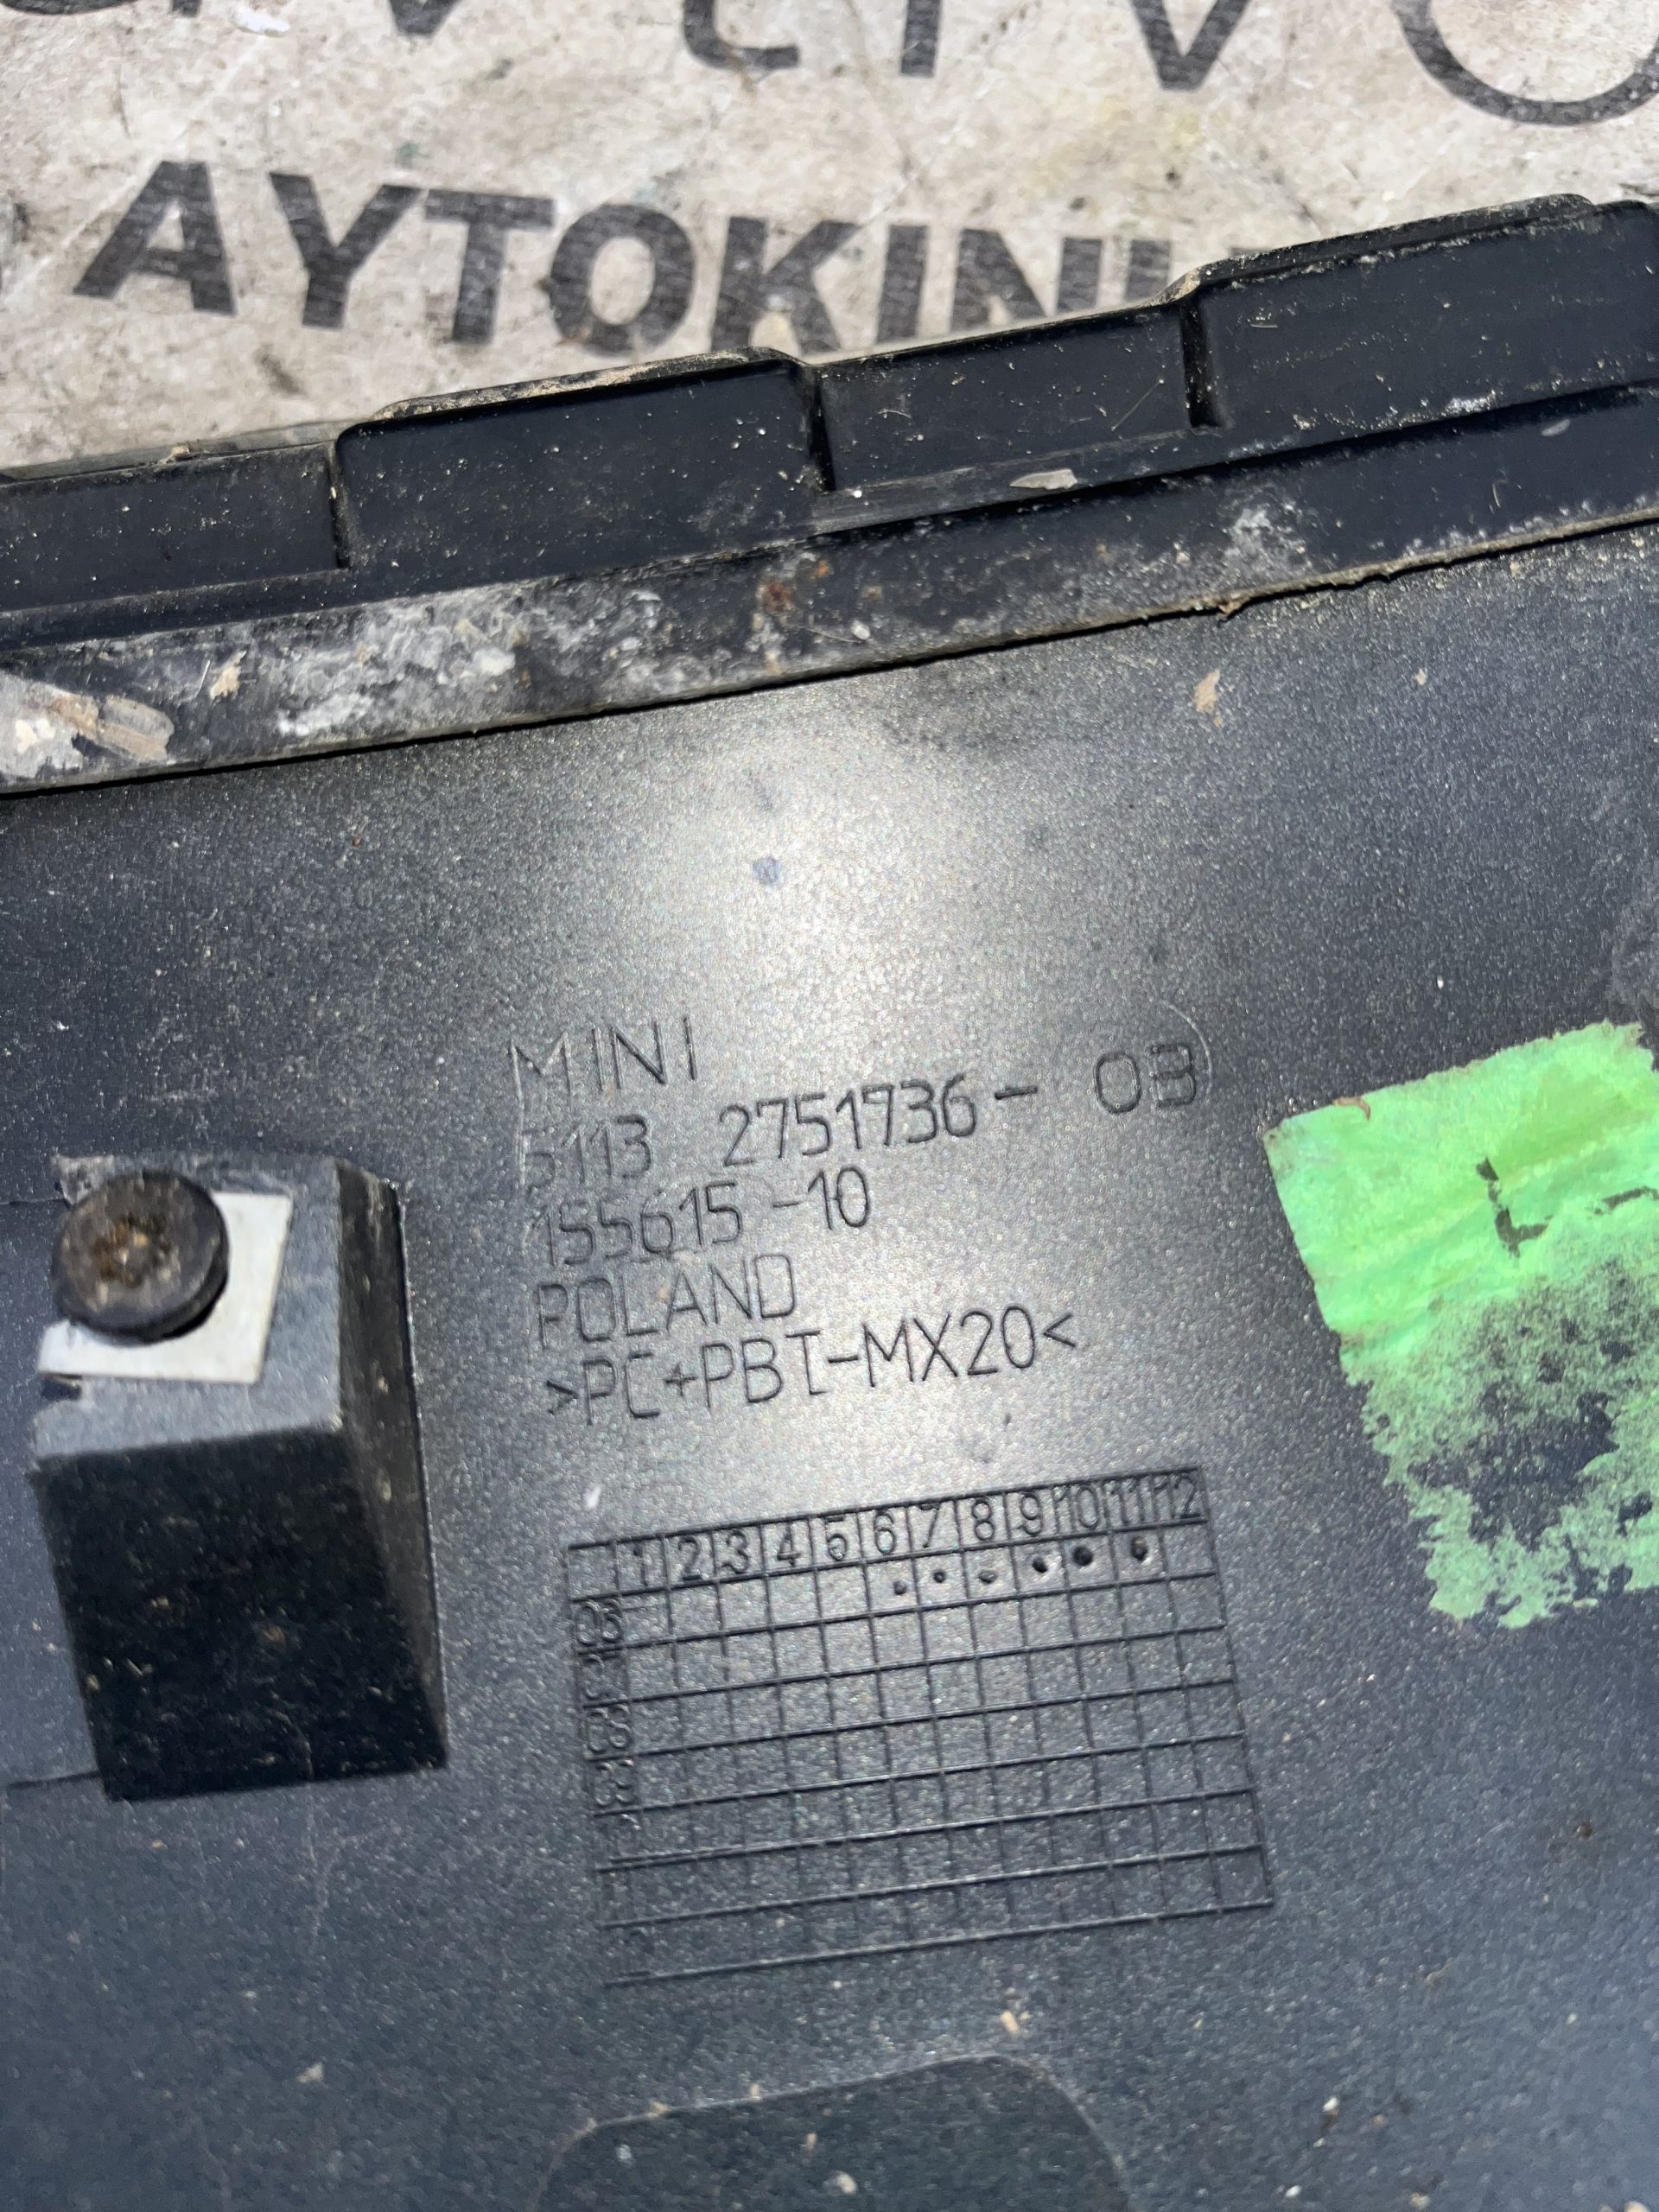 AYTOKIN
MINI
5113 2751736- 03
155615-10
POLAND
>PC+PBT-MX20<
1 2 3 4 5 6 7 8 9 10 11 12